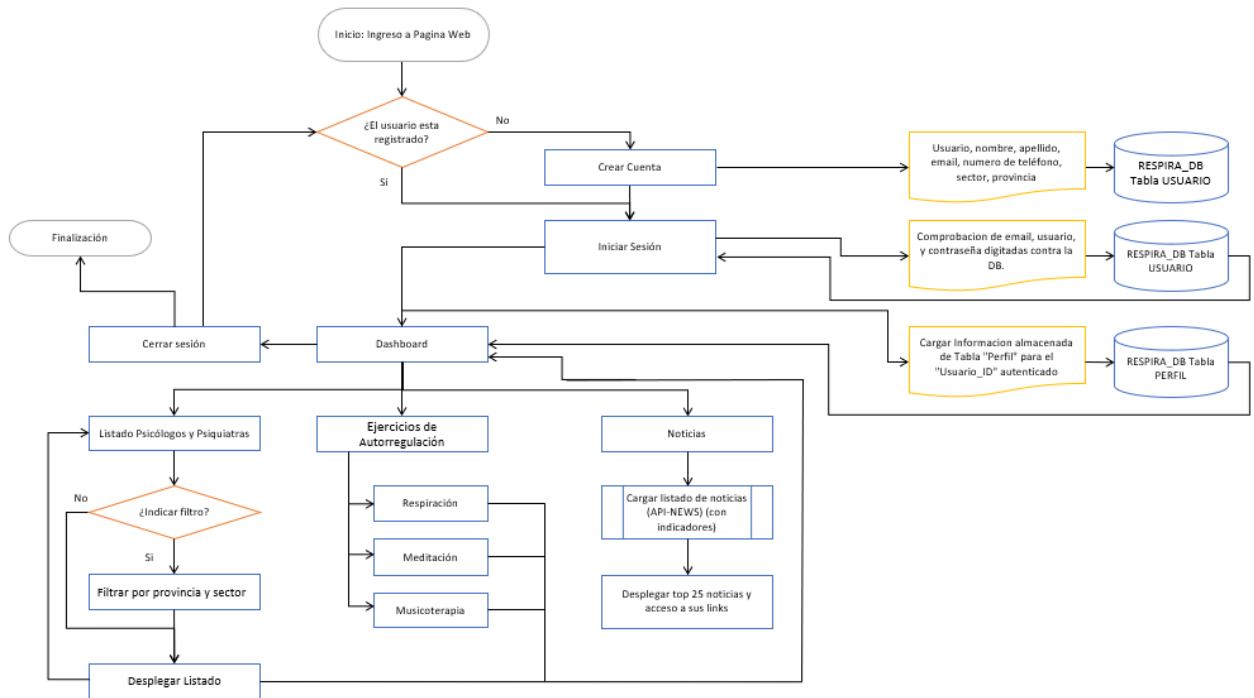 Inicio: Ingreso a Pagina Web
¿El usuario esta
registrado?
No
Si
Crear Cuenta
Usuario, nombre, apellido,
email, numero de teléfono,
sector, provincia
RESPIRA_DB
Tabla USUARIO
Finalización
Iniciar Sesión
Comprobacion de email, usuario,
y contraseña digitadas contra la
DB.
RESPIRA_DB Tabla
USUARIO
Cerrar sesión
Dashboard
Cargar Informacion almacenada
de Tabla "Perfil" para el
"Usuario_ID" autenticado
RESPIRA_DB Tabla
PERFIL
Listado Psicólogos y Psiquiatras
Ejercicios de
Autorregulación
Noticias
No
¿Indicar filtro?
Si
Respiración
Cargar listado de noticias
(API-NEWS) (con
indicadores)
Meditación
Filtrar por provincia y sector
Musicoterapia
Desplegar top 25 noticias y
acceso a sus links
Desplegar Listado